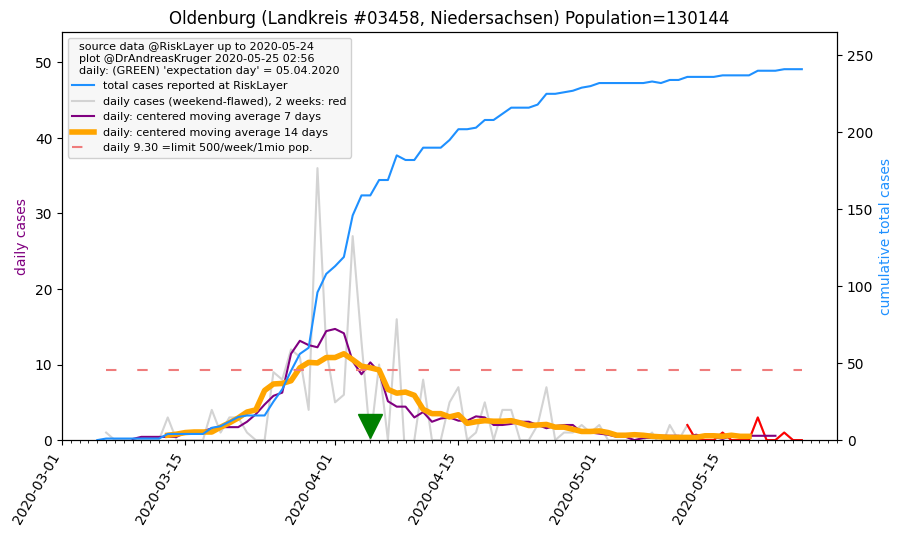 Oldenburg (Landkreis #03458, Niedersachsen) Population=130144
source data @RiskLayer up to 2020-05-24
plot @DrAndreasKruger 2020-05-25 02:56
daily: (GREEN) 'expectation day' = 05.04.2020
total cases reported at RiskLayer
daily cases (weekend-flawed), 2 weeks: red
daily: centered moving average 7 days
daily: centered moving average 14 days
daily 9.30 =limit 500/week/1mio pop.
daily cases
50
40
30
20
10
0
cumulative total cases
250
200
150
100
50
0
2020-03-01
2020-03-15
2020-04-01
2020-04-15
2020-05-01
2020-05-15